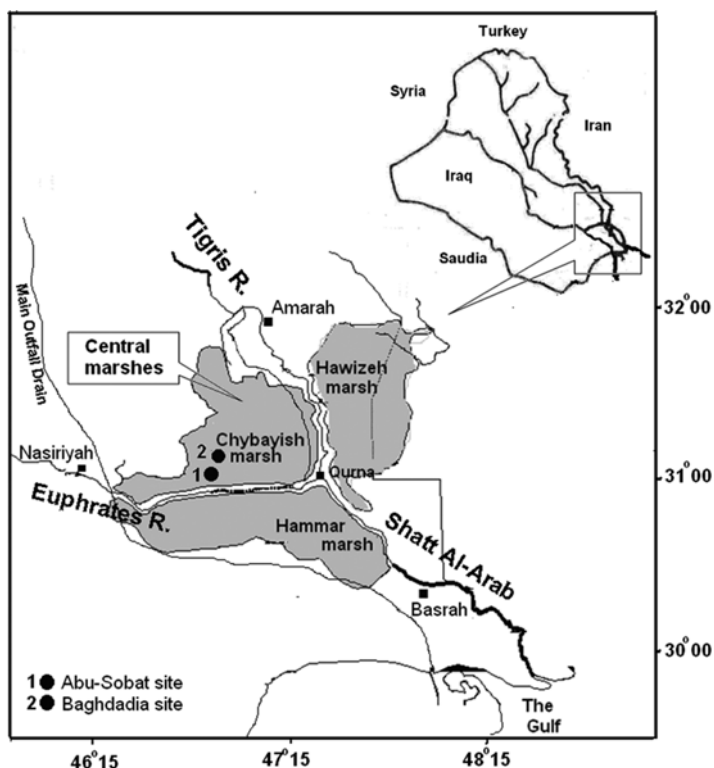 Turkey
Syria
Iran
Iraq
Saudia
Tigris R.
Amarah
32°00
Main Outfall Drain
Central
marshes
Hawizeh
marsh
Nasiriyah
2 Chybayish
marsh
1
Qurna
31°00
Euphrates R.
Hammar
marsh
Shatt Al-Arab
Basrah
30°00
1 Abu-Sobat site
2 Baghdadia site
The
Gulf
46°15
47°15
48°15